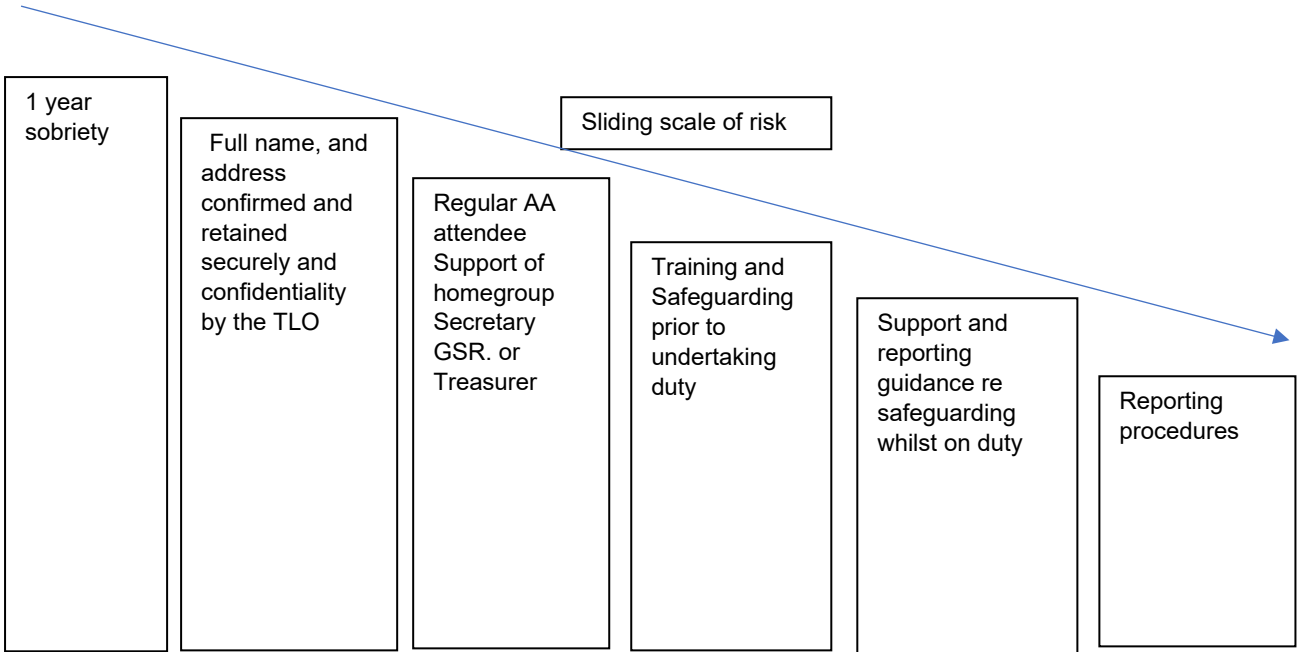 1 year
sobriety
Full name, and
address
confirmed and
retained
securely and
confidentiality
by the TLO
Sliding scale of risk
Regular AA
attendee
Support of
homegroup
Secretary
GSR. or
Treasurer
Training and
Safeguarding
prior to
undertaking
duty
Support and
reporting
guidance re
safeguarding
whilst on duty
Reporting
procedures